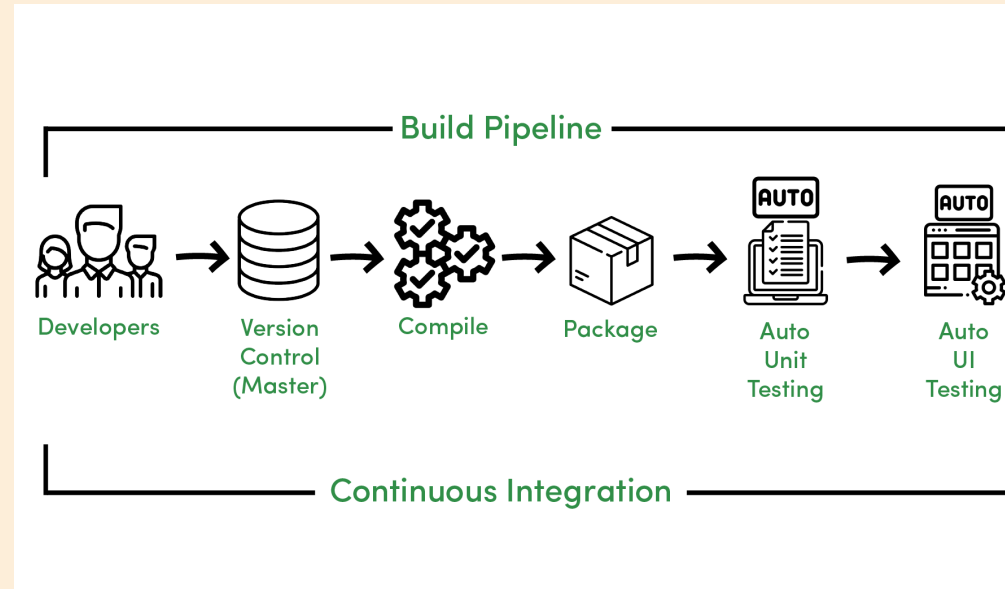 Build Pipeline
AUTO
AUTO
Developers
Version
Control
(Master)
Compile
Package
Auto
Unit
Testing
Auto
UI
Testing
Continuous Integration